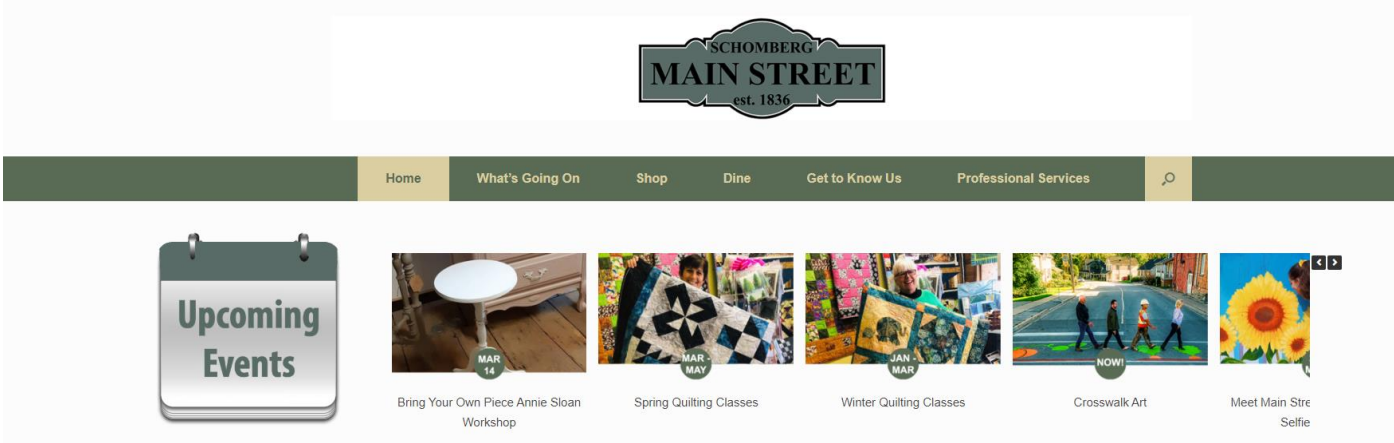 SCHOMBERG
MAIN STREET
est. 1836
Home
What's Going On
Shop
Dine
Get to Know Us
Professional Services
Upcoming
Events
MAR
14
Bring Your Own Piece Annie Sloan
Workshop
MAR -
MAY
Spring Quilting Classes
JAN -
MAR
Winter Quilting Classes
NOW!
Crosswalk Art
Meet Main Stre
Selfie